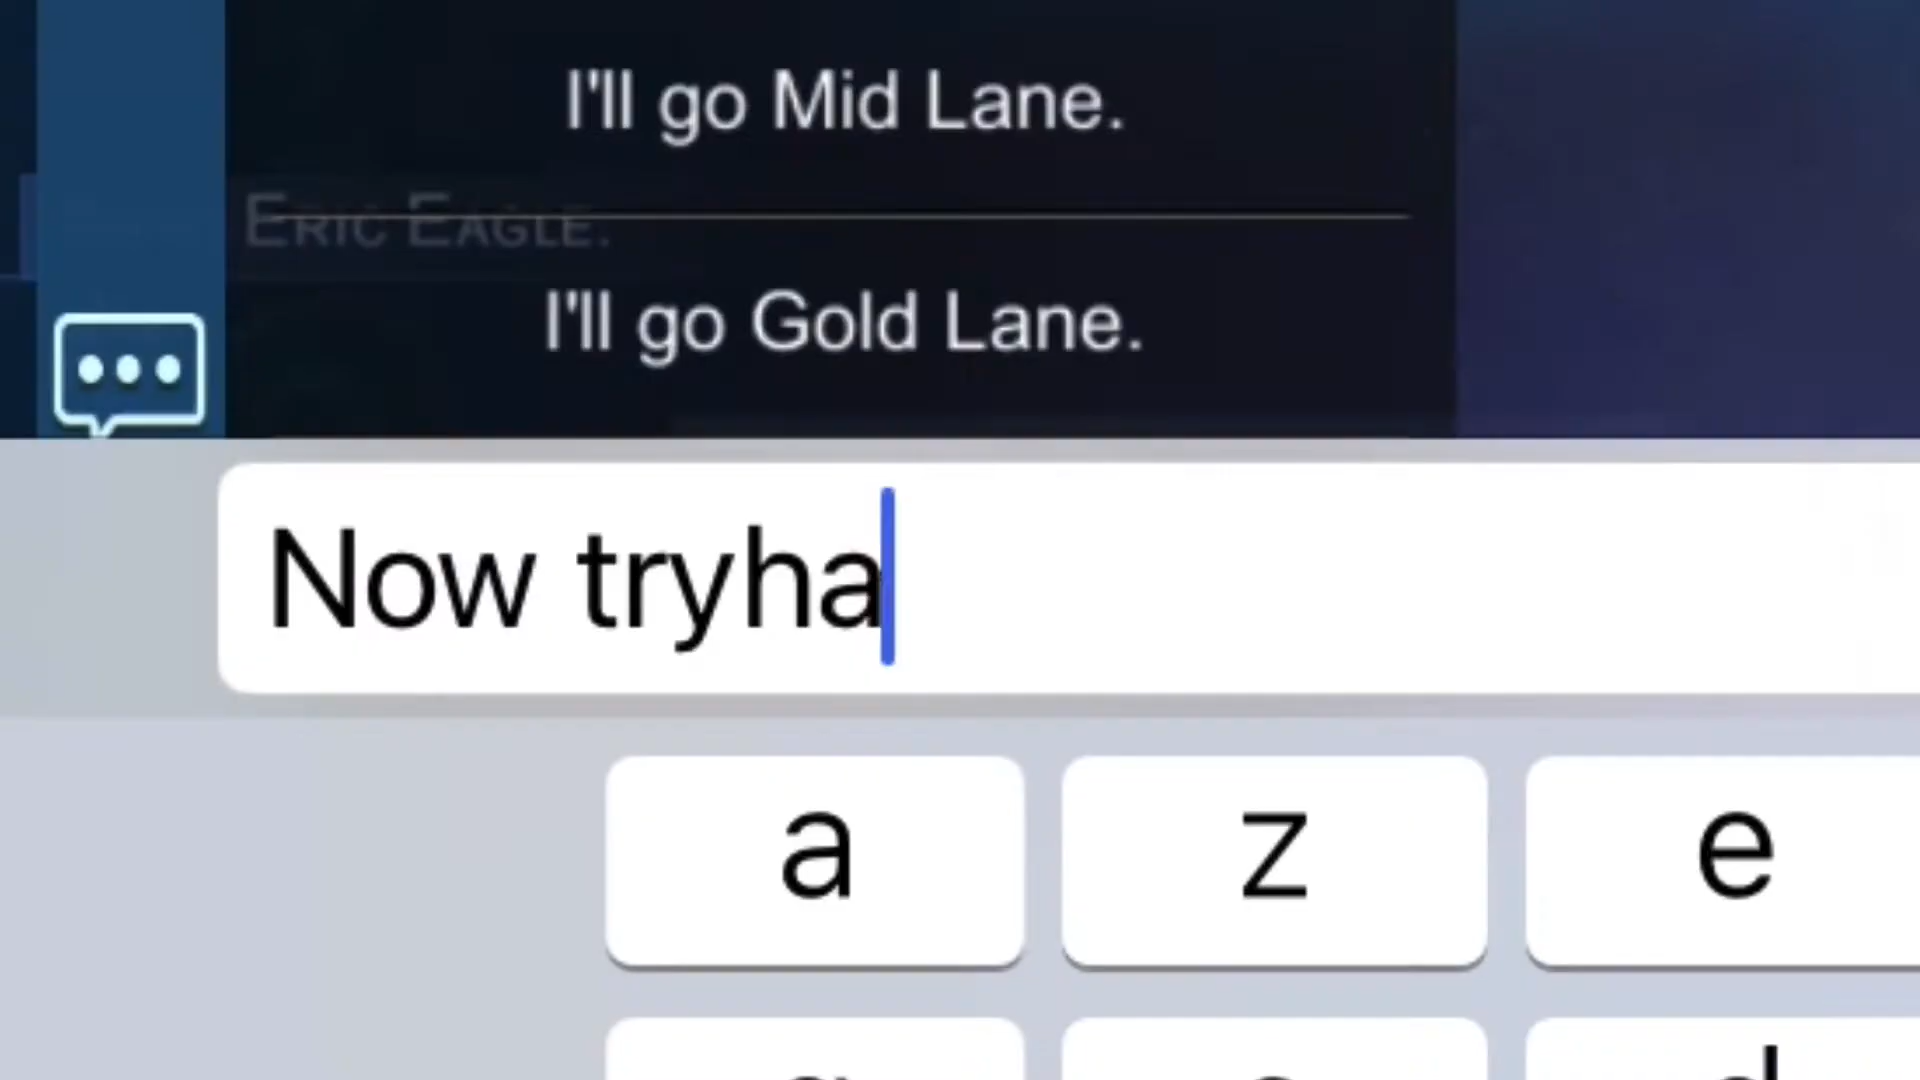 I'll go Mid Lane.
ERIC EAGLE.
I'll go Gold Lane.
Now tryha
a z e